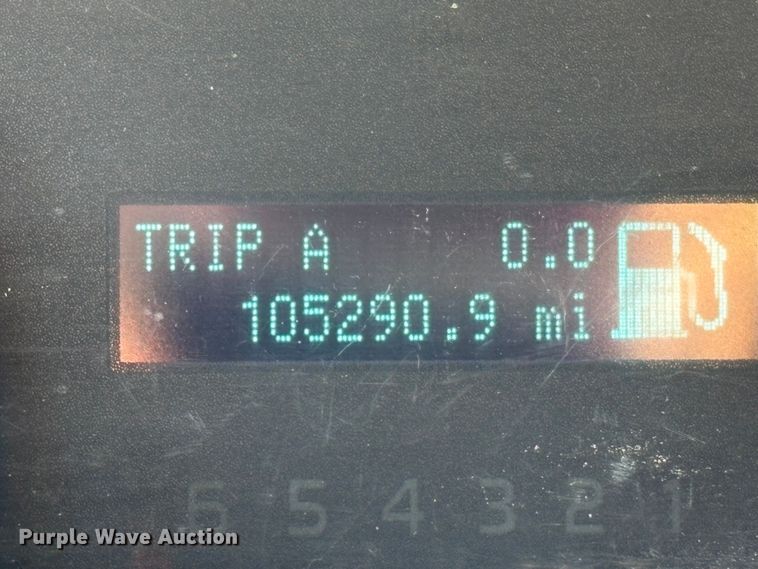 TRIP A 0.0
105290.9 mi
6 5 4 3 2 1
Purple Wave Auction